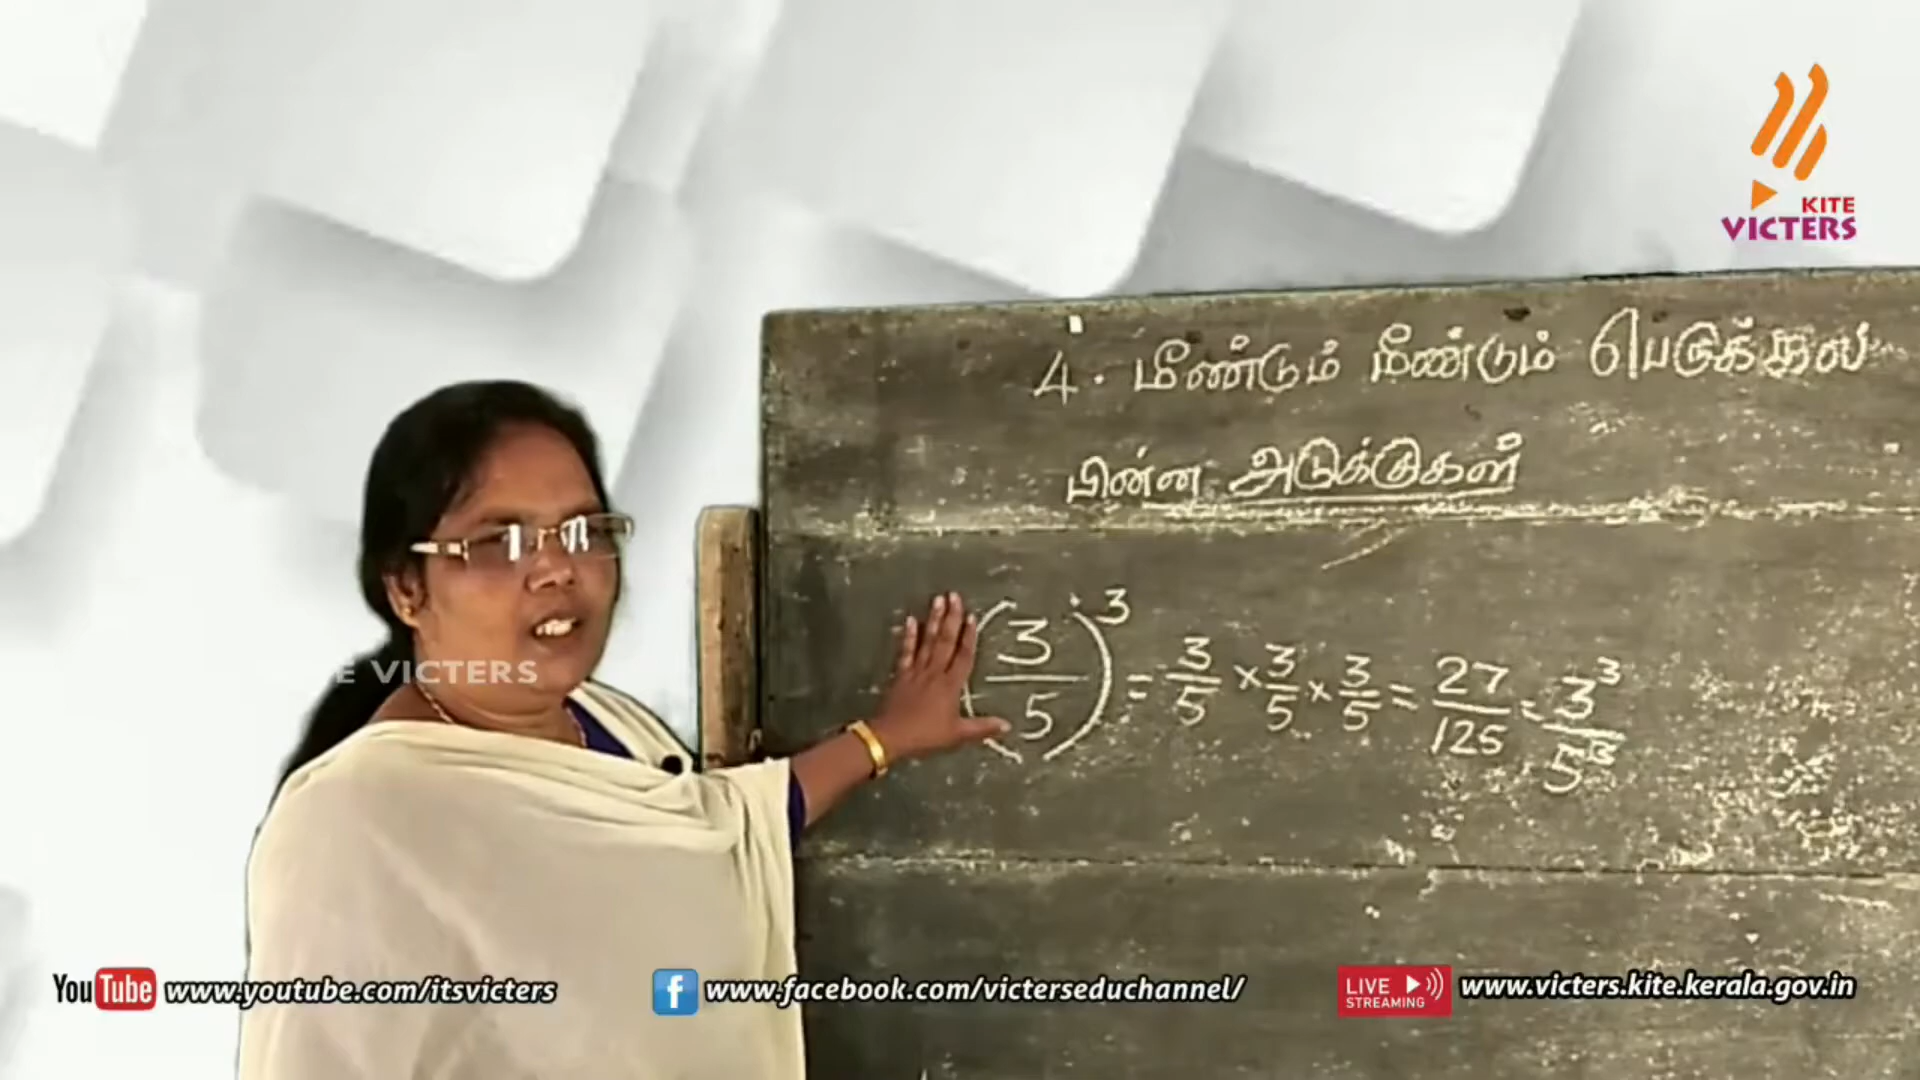 KITE
VICTERS
4. மீண்டும் மீண்டும் பெருக்கல்
பின்ன அடுக்குகள்
(3/5)³ = 3/5 × 3/5 × 3/5 = 27/125 = 3³/5³
VICTERS
YouTube www.youtube.com/itsvicters
f www.facebook.com/victerseduchannel/
LIVE STREAMING www.victers.kite.kerala.gov.in